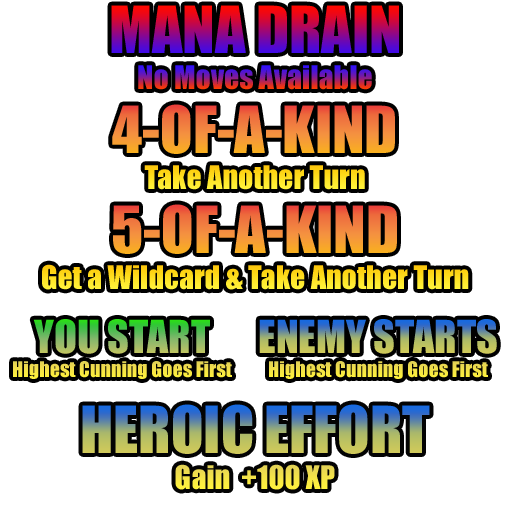 MANA DRAIN
No Moves Available
4-OF-A-KIND
Take Another Turn
5-OF-A-KIND
Get a Wildcard & Take Another Turn
YOU START
Highest Cunning Goes First
ENEMY STARTS
Highest Cunning Goes First
HEROIC EFFORT
Gain +100 XP